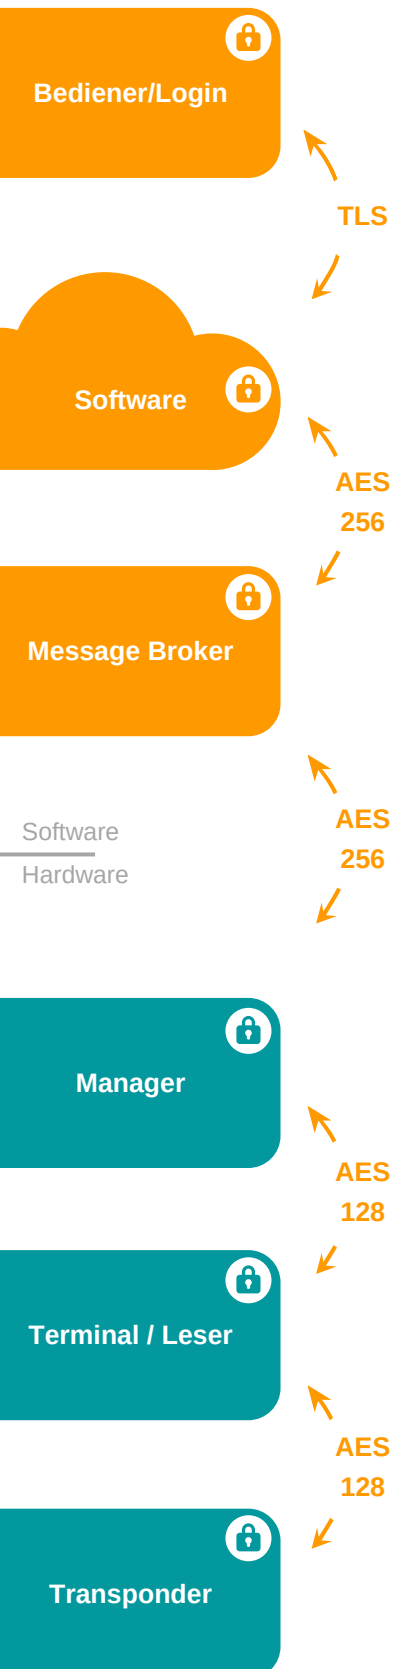 Bediener/Login
TLS
Software
AES
256
Message Broker
AES
256
Software
Hardware
Manager
AES
128
Terminal / Leser
AES
128
Transponder